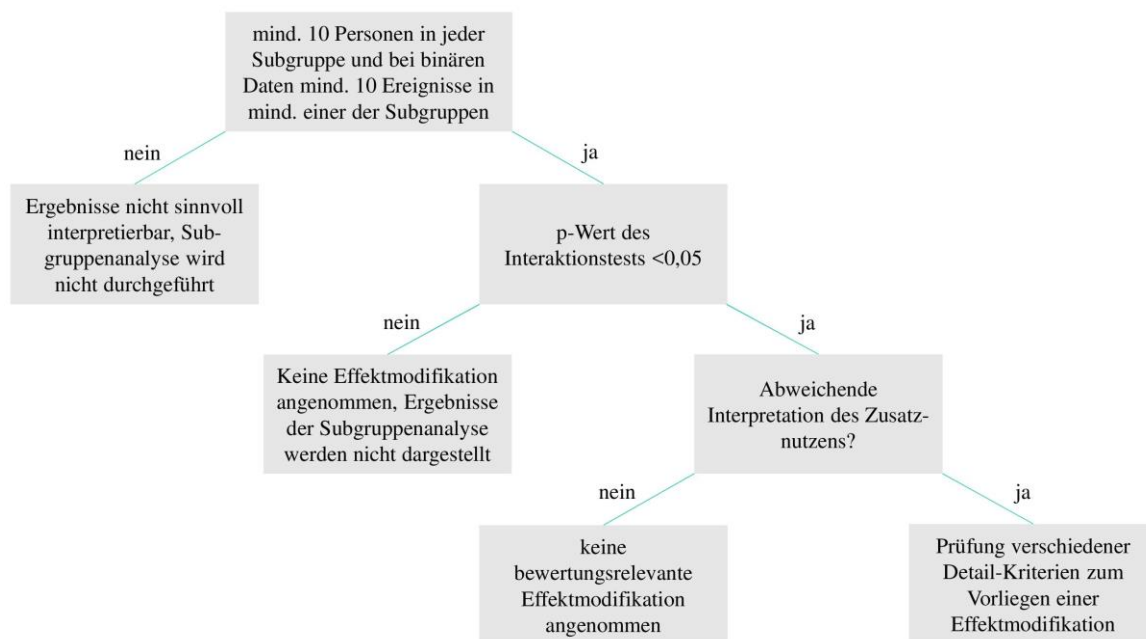 mind. 10 Personen in jeder
Subgruppe und bei binären
Daten mind. 10 Ereignisse in
mind. einer der Subgruppen
nein
ja
Ergebnisse nicht sinnvoll
interpretierbar, Sub-
gruppenanalyse wird
nicht durchgeführt
p-Wert des
Interaktionstests <0,05
nein
ja
Keine Effektmodifikation
angenommen, Ergebnisse
der Subgruppenanalyse
werden nicht dargestellt
Abweichende
Interpretation des Zusatz-
nutzens?
nein
ja
keine
bewertungsrelevante
Effektmodifikation
angenommen
Prüfung verschiedener
Detail-Kriterien zum
Vorliegen einer
Effektmodifikation